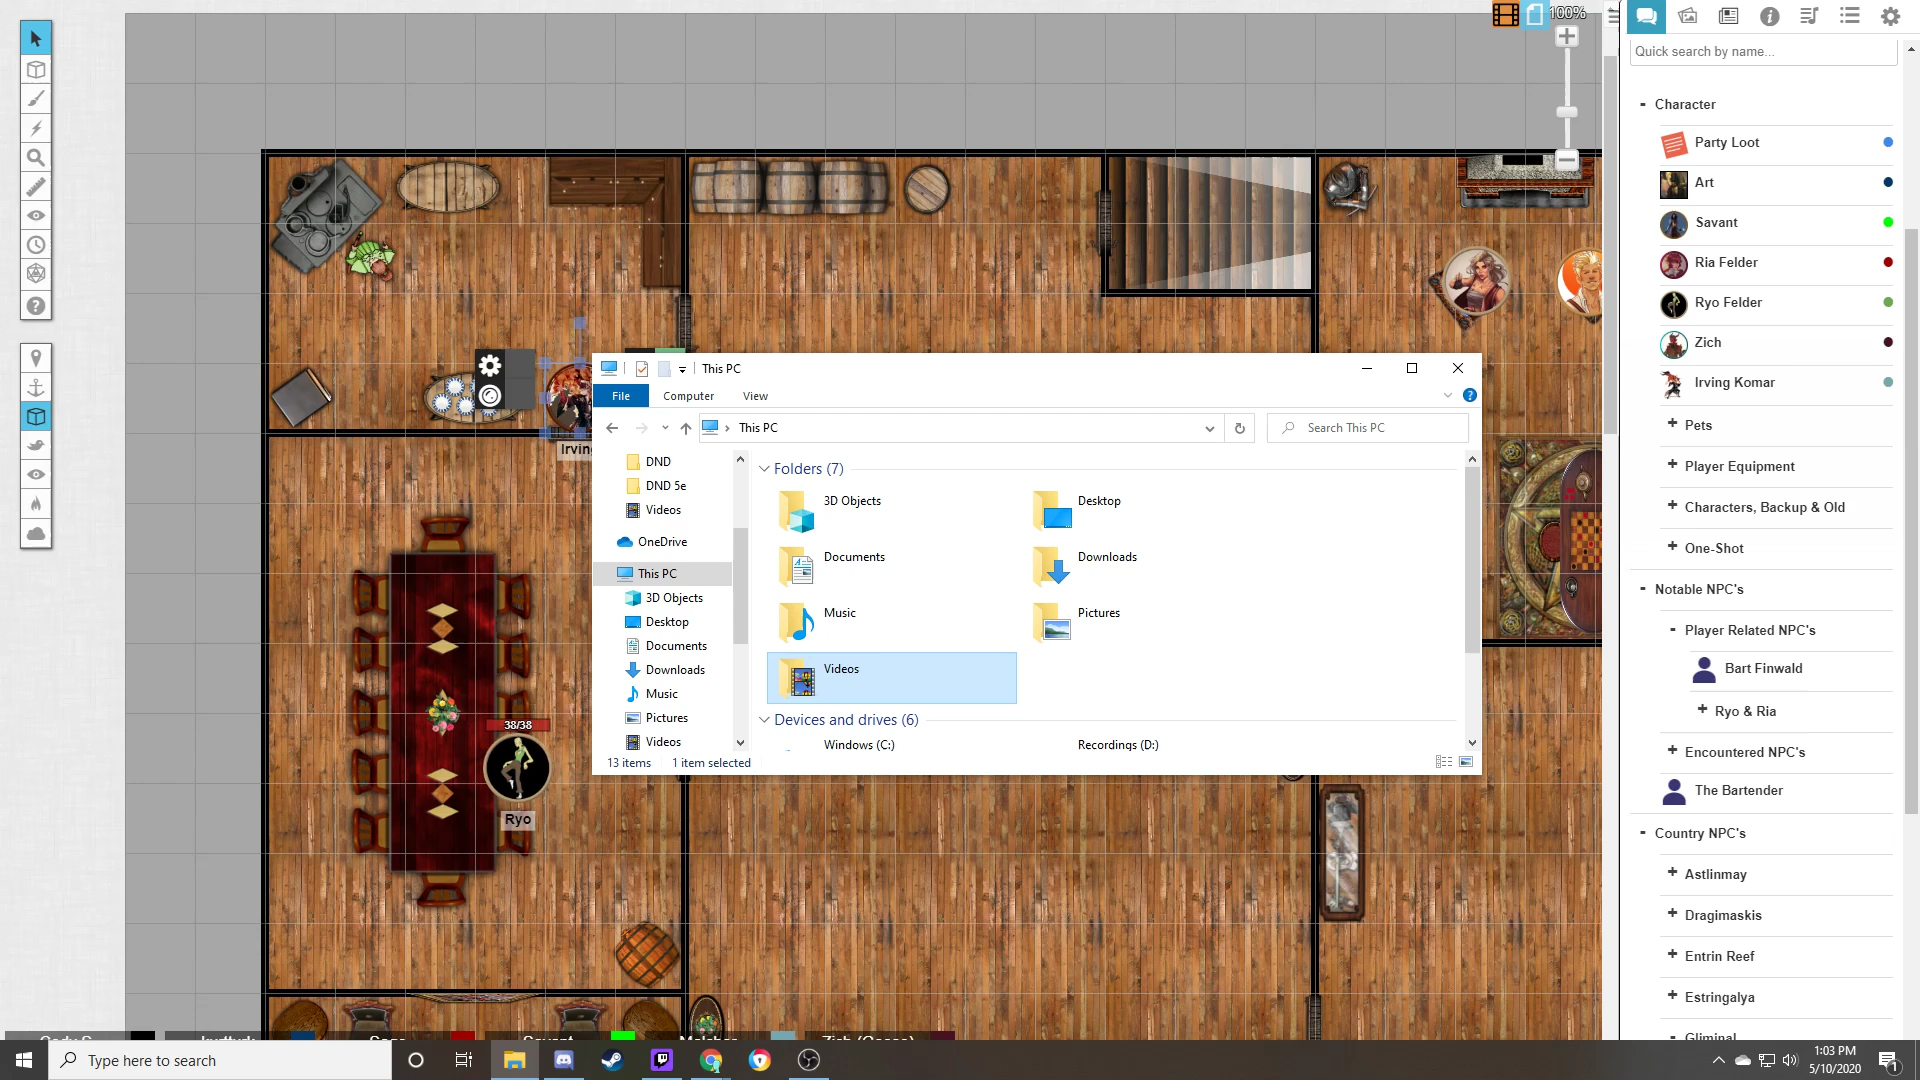 100%
Quick search by name...
Character
Party Loot
Art
Savant
Ria Felder
Ryo Felder
Zich
Irving Komar
Pets
Player Equipment
Characters, Backup & Old
One-Shot
Notable NPC's
Player Related NPC's
Bart Finwald
Ryo & Ria
Encountered NPC's
The Bartender
Country NPC's
Astlinmay
Dragimaskis
Entrin Reef
Estringalya
Gliminal
This PC
File
Computer
View
This PC
Search This PC
DND
DND 5e
Videos
OneDrive
This PC
3D Objects
Desktop
Documents
Downloads
Music
Pictures
Videos
Folders (7)
3D Objects
Desktop
Documents
Downloads
Music
Pictures
Videos
Devices and drives (6)
Windows (C:)
Recordings (D:)
13 items
1 item selected
38/38
Ryo
Type here to search
1:03 PM
5/10/2020
1